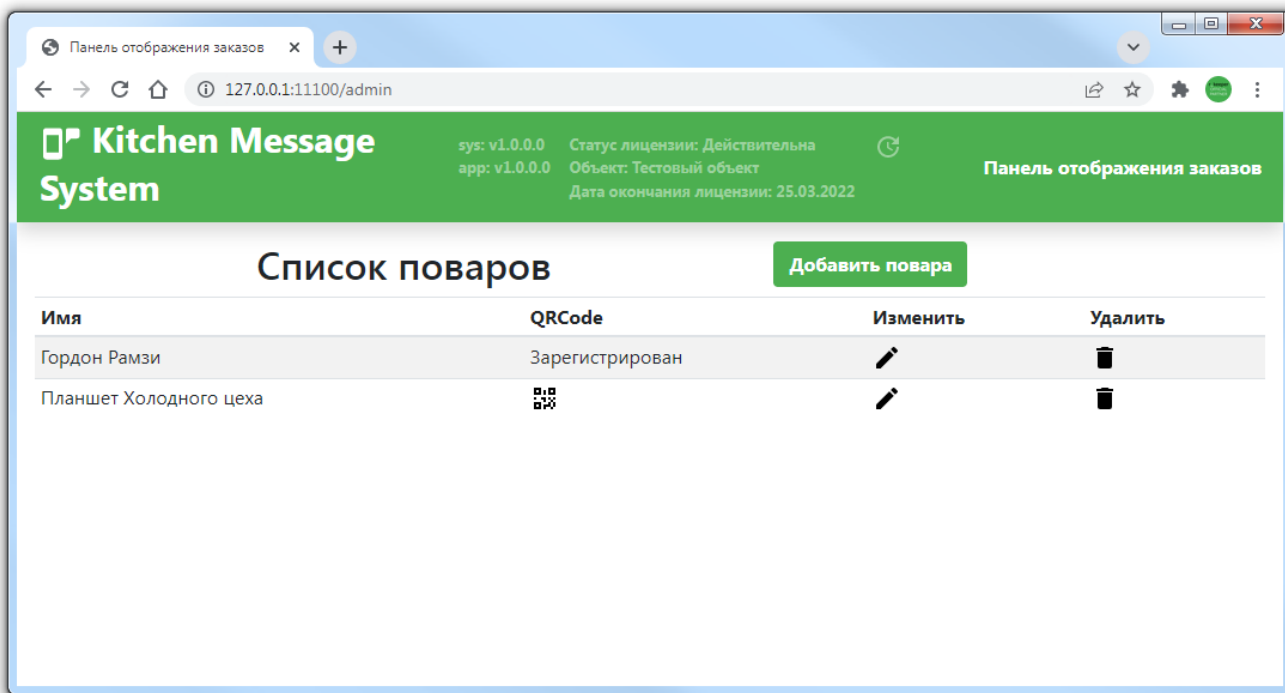 Панель отображения заказов
127.0.0.1:11100/admin
Kitchen Message
System
sys: v1.0.0.0
app: v1.0.0.0
Статус лицензии: Действительна
Объект: Тестовый объект
Дата окончания лицензии: 25.03.2022
Панель отображения заказов
Список поваров
Добавить повара
Имя QRCode Изменить Удалить
Гордон Рамзи Зарегистрирован
Планшет Холодного цеха